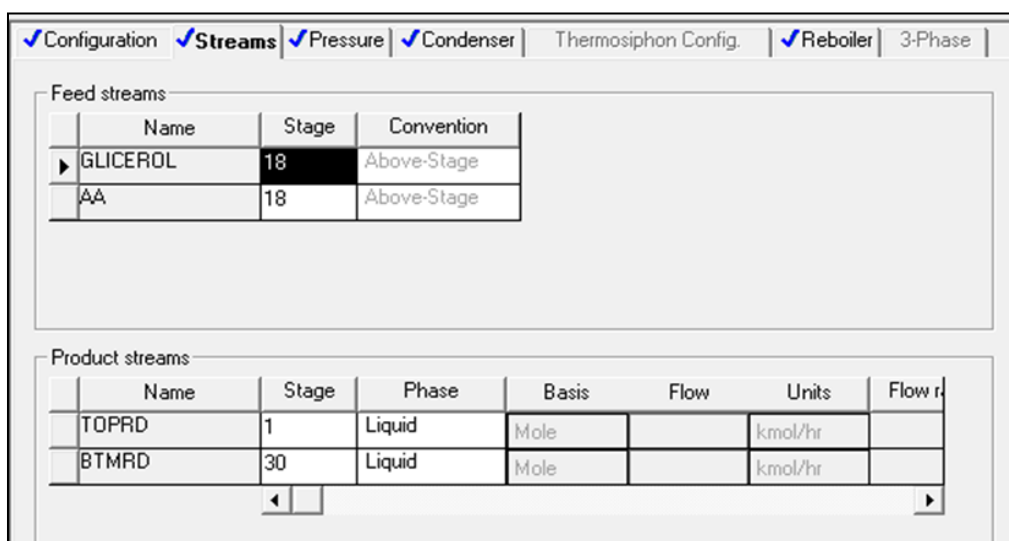 Configuration Streams Pressure Condenser Thermosiphon Config. Reboiler 3-Phase
Feed streams
Name Stage Convention
GLICEROL 18 Above-Stage
AA 18 Above-Stage
Product streams
Name Stage Phase Basis Flow Units Flow
TOPRD 1 Liquid Mole kmol/hr
BTMRD 30 Liquid Mole kmol/hr